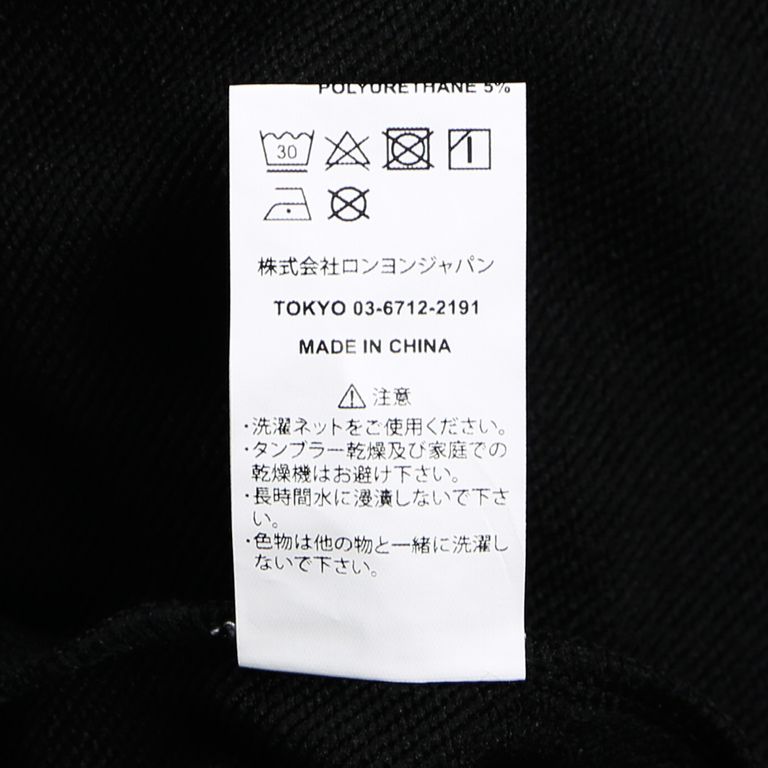 POLYURETHANE 5%
30
株式会社ロンヨンジャパン
TOKYO 03-6712-2191
MADE IN CHINA
注意
・洗濯ネットをご使用ください。
・タンブラー乾燥及び家庭での
乾燥機はお避け下さい。
・長時間水に浸漬しないで下さ
い。
・色物は他の物と一緒に洗濯し
ないで下さい。